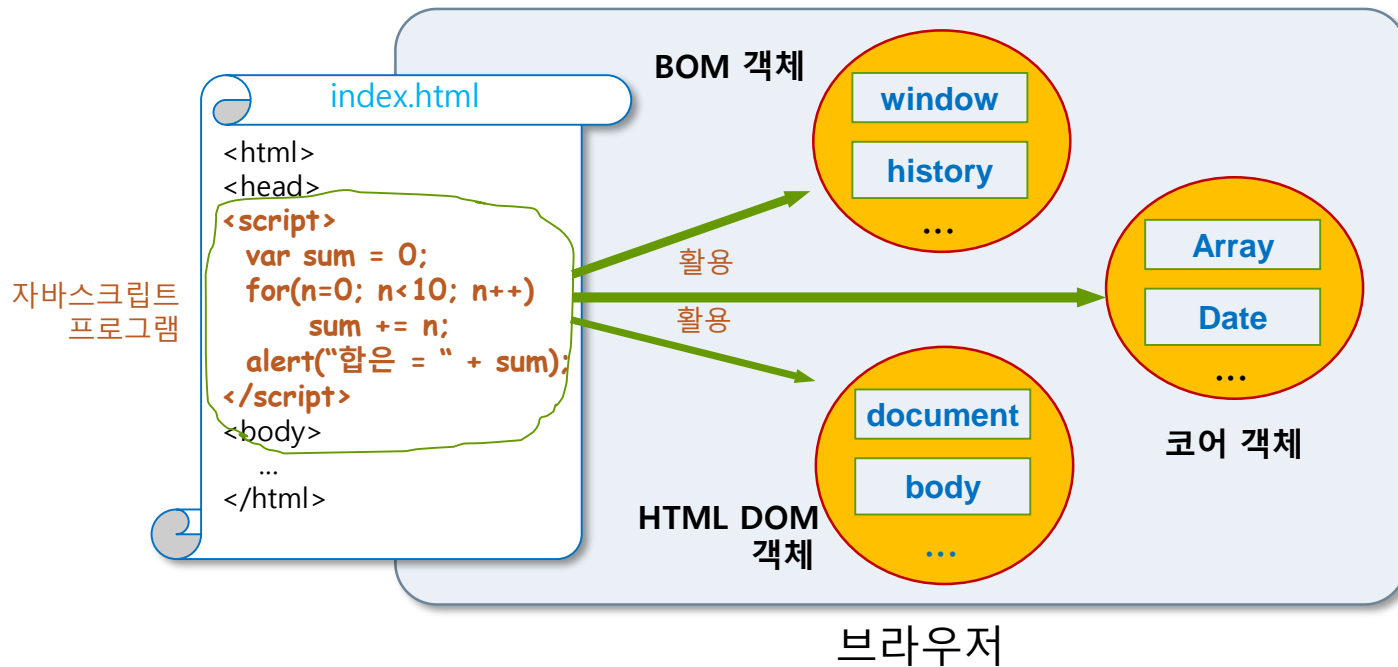 index.html
<html>
<head>
<script>
var sum = 0;
for(n=0; n<10; n++)
sum += n;
alert(“합은 = “ + sum);
</script>
<body>
...
</html>
자바스크립트
프로그램
BOM 객체
window
history
...
활용
활용
Array
Date
...
코어 객체
document
body
...
HTML DOM
객체
브라우저